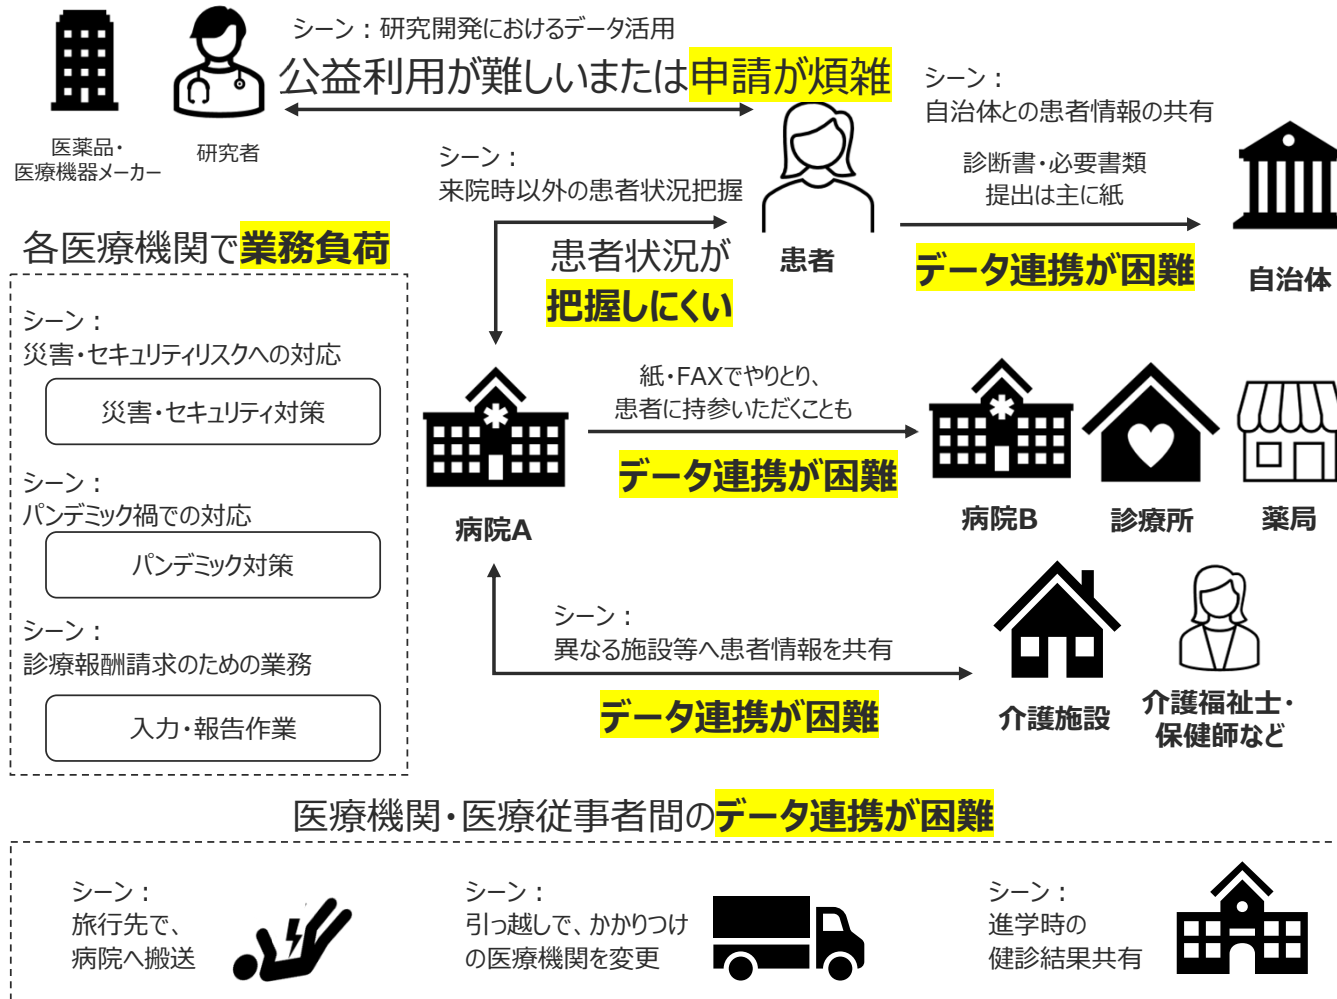 シーン：研究開発におけるデータ活用
公益利用が難しいまたは申請が煩雑
医薬品・
医療機器メーカー
研究者
シーン：
自治体との患者情報の共有
診断書・必要書類
提出は主に紙
データ連携が困難
自治体
シーン：
来院時以外の患者状況把握
患者状況が
把握しにくい
患者
各医療機関で業務負荷
シーン：
災害・セキュリティリスクへの対応
災害・セキュリティ対策
シーン：
パンデミック禍での対応
パンデミック対策
シーン：
診療報酬請求のための業務
入力・報告作業
紙・FAXでやりとり、
患者に持参いただくことも
データ連携が困難
病院A
病院B
診療所
薬局
シーン：
異なる施設等へ患者情報を共有
データ連携が困難
介護施設
介護福祉士・
保健師など
医療機関・医療従事者間のデータ連携が困難
シーン：
旅行先で、
病院へ搬送
シーン：
引っ越しで、かかりつけ
の医療機関を変更
シーン：
進学時の
健診結果共有